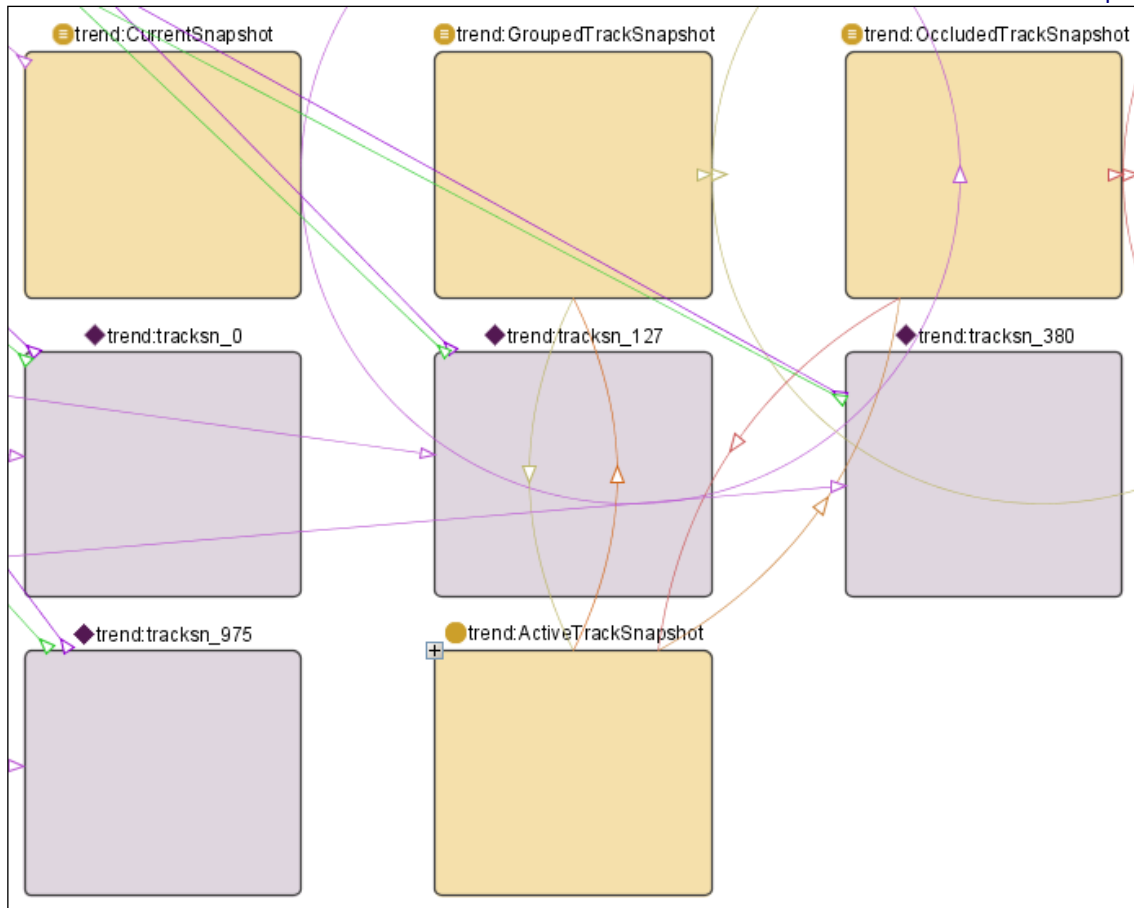 trend:CurrentSnapshot
trend:GroupedTrackSnapshot
trend:OccludedTrackSnapshot
trend:tracksn_0
trend:tracksn_127
trend:tracksn_380
trend:tracksn_975
trend:ActiveTrackSnapshot